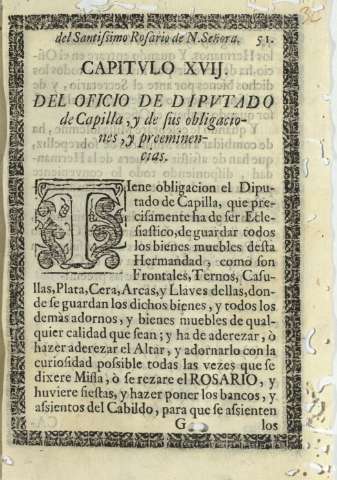 del Santissimo Rosario de N. Señora. 51.
CAPITVLO XVIJ.
DEL OFICIO DE DIPVTADO
de Capilla, y de sus obligacio-
nes, y preeminen-
cias.
TIene obligacion el Dipu-
tado de Capilla, que pre-
cisamente ha de ser Ecle-
siastico, de guardar todos
los bienes muebles desta
Hermandad, como son
Frontales, Ternos, Casu-
llas, Plata, Cera, Arcas, y Llaves dellas, don-
de se guardan los dichos bienes, y todos los
demàs adornos, y bienes muebles de qual-
quier calidad que sean; y ha de aderezar, ò
hazer aderezar el Altar, y adornarlo con la
curiosidad possible todas las vezes que se
dixere Missa, ò se rezare el ROSARIO, y
huviere fiestas, y hazer poner los bancos, y
assientos del Cabildo, para que se assienten
G los